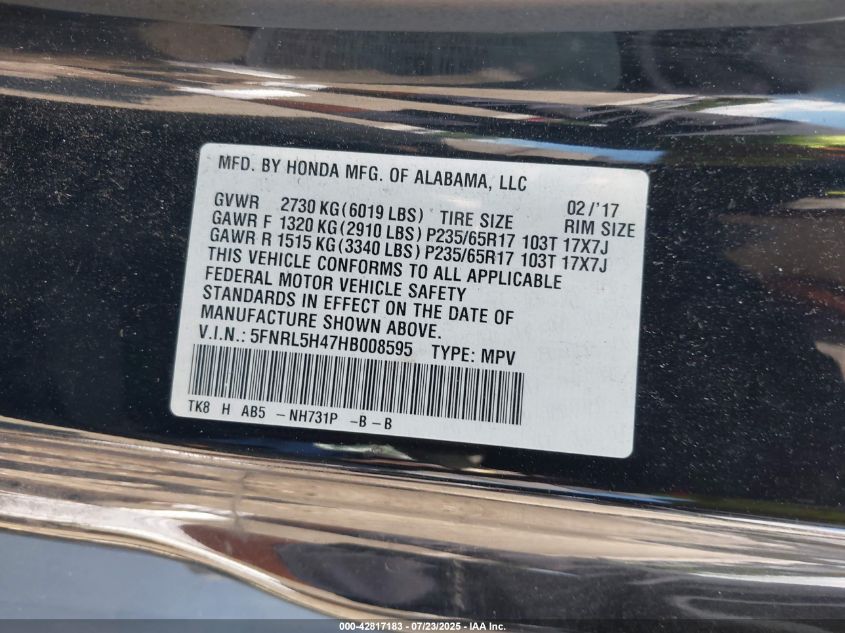 MFD. BY HONDA MFG. OF ALABAMA, LLC
02/'17
GVWR 2730 KG(6019 LBS) TIRE SIZE RIM SIZE
GAWR F 1320 KG(2910 LBS) P235/65R17 103T 17X7J
GAWR R 1515 KG(3340 LBS) P235/65R17 103T 17X7J
THIS VEHICLE CONFORMS TO ALL APPLICABLE
FEDERAL MOTOR VEHICLE SAFETY
STANDARDS IN EFFECT ON THE DATE OF
MANUFACTURE SHOWN ABOVE.
V.I.N.: 5FNRL5H47HB008595 TYPE: MPV
TK8 H AB5 -NH731P -B-B
000-42817183 - 07/23/2025 - IAA, Inc.